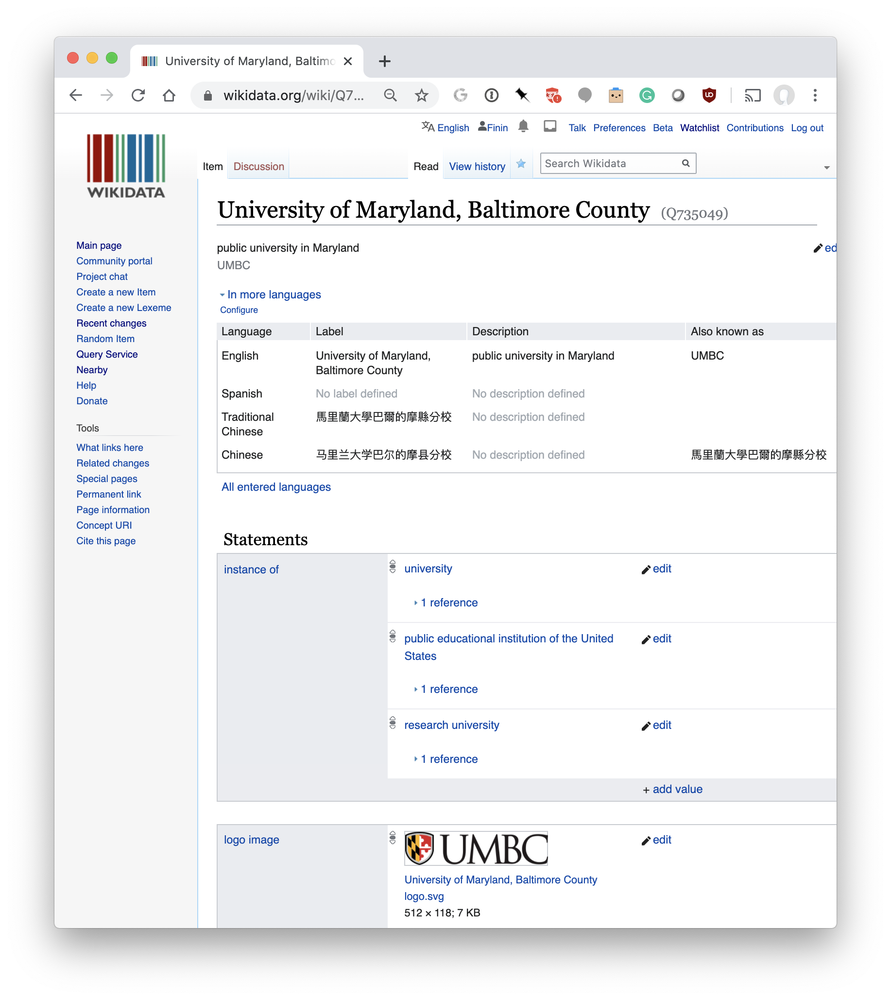 University of Maryland, Baltimo
wikidata.org/wiki/Q7...
English Finin Talk Preferences Beta Watchlist Contributions Log out
WIKIDATA
Item Discussion Read View history Search Wikidata
University of Maryland, Baltimore County (Q735049)
public university in Maryland ed
UMBC
In more languages
Configure
Language Label Description Also known as
English University of Maryland, public university in Maryland UMBC
Baltimore County
Spanish No label defined No description defined
Traditional 馬里蘭大學巴爾的摩縣分校 No description defined
Chinese
Chinese 马里兰大学巴尔的摩县分校 No description defined 馬里蘭大學巴爾的摩縣分校
All entered languages
Main page
Community portal
Project chat
Create a new Item
Create a new Lexeme
Recent changes
Random Item
Query Service
Nearby
Help
Donate
Tools
What links here
Related changes
Special pages
Permanent link
Page information
Concept URI
Cite this page
Statements
instance of university edit
1 reference
public educational institution of the United edit
States
1 reference
research university edit
1 reference
+ add value
logo image UMBC edit
University of Maryland, Baltimore County
logo.svg
512 × 118; 7 KB